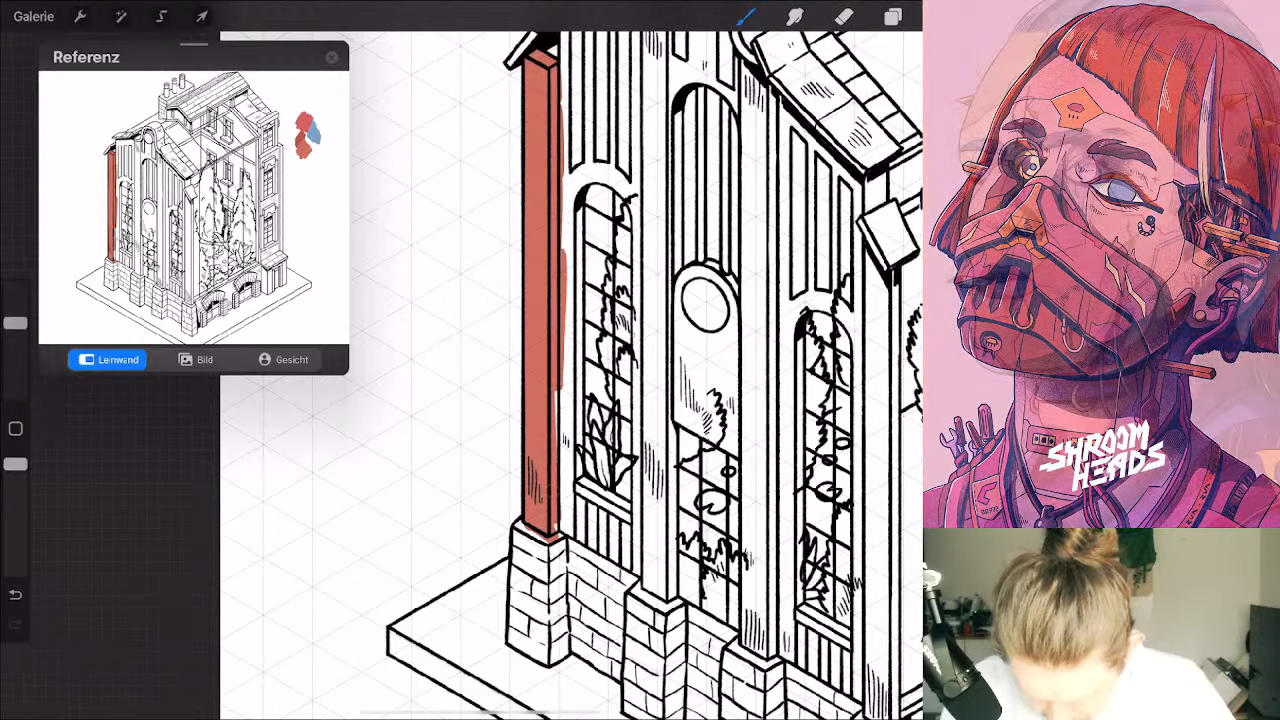 Galerie
Referenz
Leinwand
Bild
Gesicht
SHROOM
HEADS